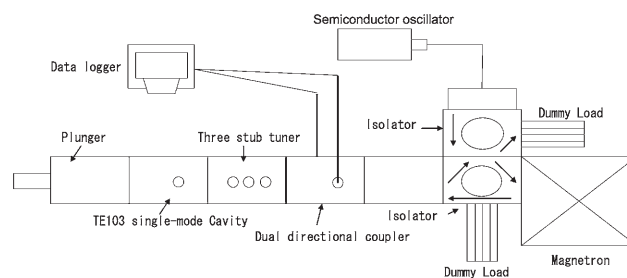 Semiconductor oscillator
Data logger
Isolator
Dummy Load
Plunger
Three stub tuner
TE103 single-mode Cavity
Isolator
Dual directional coupler
Magnetron
Dummy Load